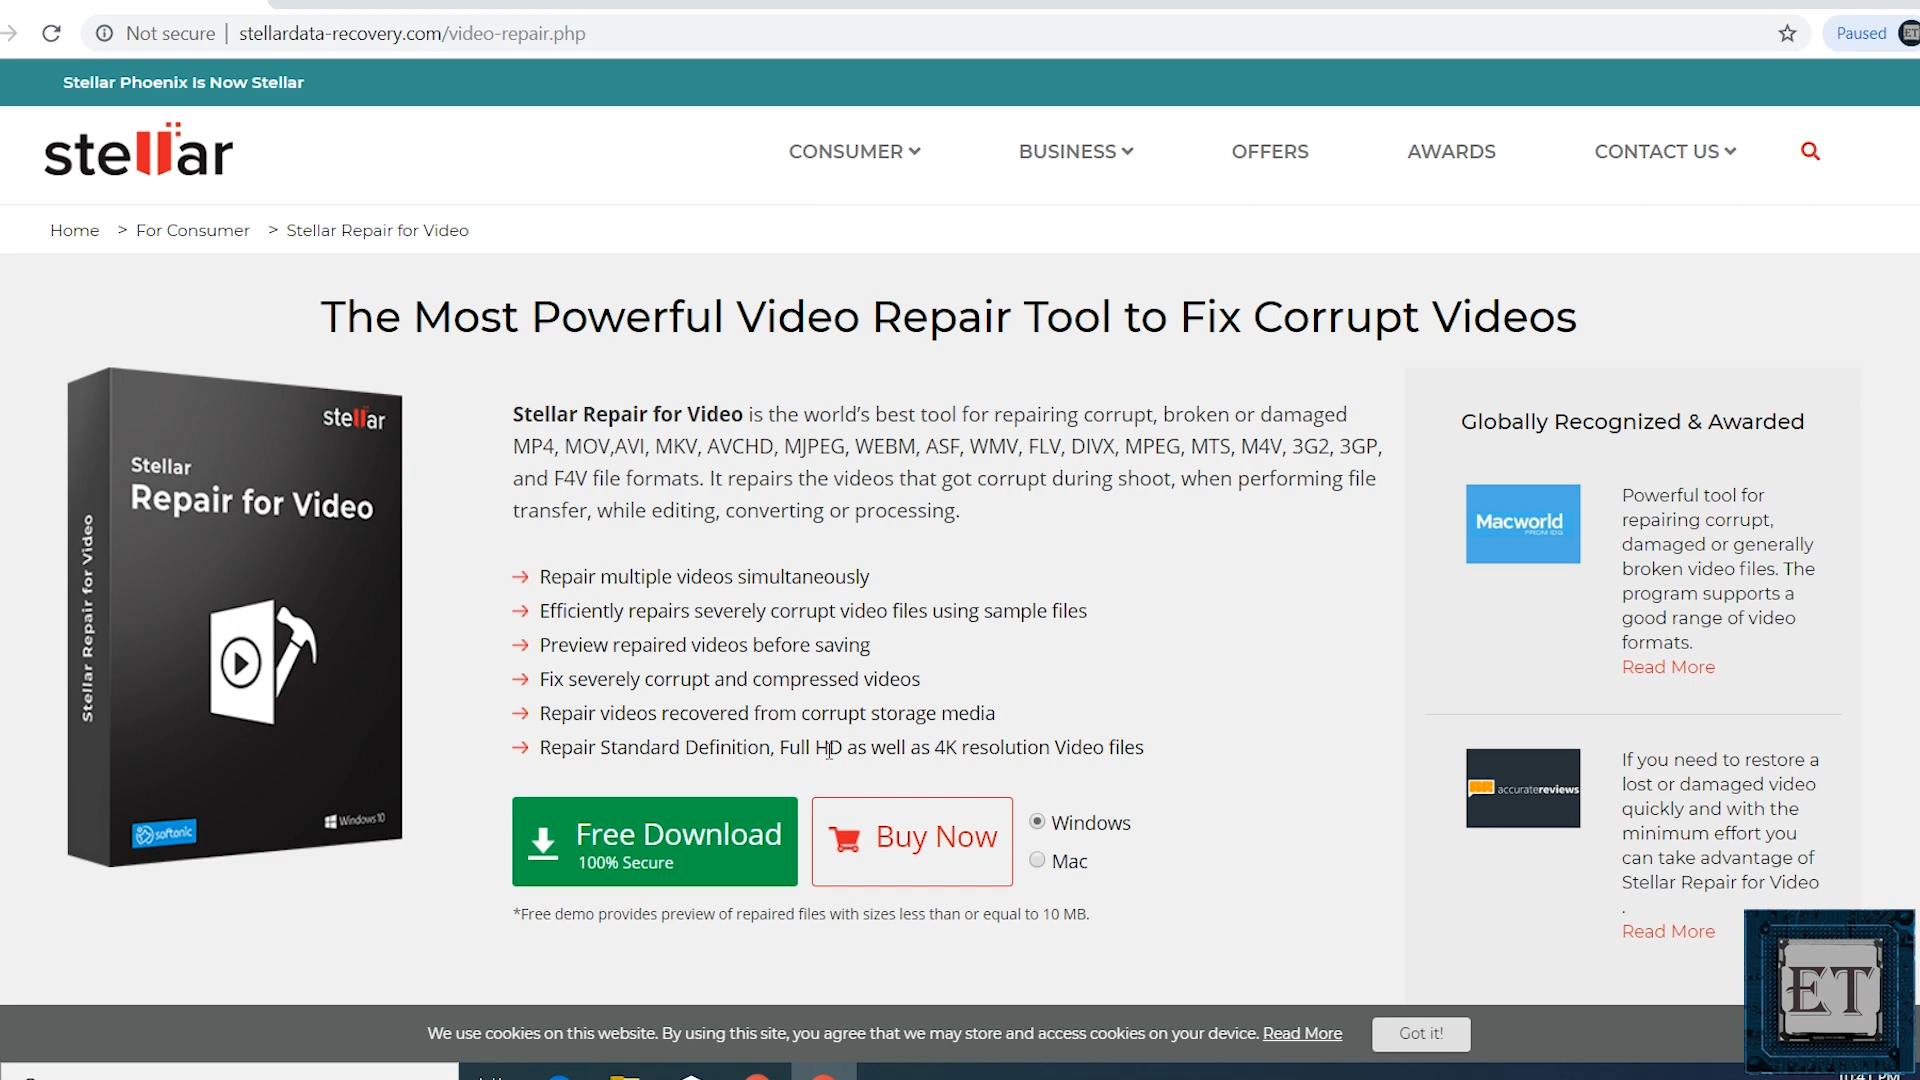 Not secure | stellardata-recovery.com/video-repair.php
Paused
ET
Stellar Phoenix Is Now Stellar
stellar
CONSUMER
BUSINESS
OFFERS
AWARDS
CONTACT US
Home > For Consumer > Stellar Repair for Video
The Most Powerful Video Repair Tool to Fix Corrupt Videos
stellar
Stellar
Repair for Video
Stellar Repair for Video
softonic
Windows 10
Stellar Repair for Video is the world's best tool for repairing corrupt, broken or damaged
MP4, MOV,AVI, MKV, AVCHD, MJPEG, WEBM, ASF, WMV, FLV, DIVX, MPEG, MTS, M4V, 3G2, 3GP,
and F4V file formats. It repairs the videos that got corrupt during shoot, when performing file
transfer, while editing, converting or processing.
Repair multiple videos simultaneously
Efficiently repairs severely corrupt video files using sample files
Preview repaired videos before saving
Fix severely corrupt and compressed videos
Repair videos recovered from corrupt storage media
Repair Standard Definition, Full HD as well as 4K resolution Video files
Free Download
100% Secure
Buy Now
Windows
Mac
*Free demo provides preview of repaired files with sizes less than or equal to 10 MB.
Globally Recognized & Awarded
Macworld
FROM IDG
Powerful tool for
repairing corrupt,
damaged or generally
broken video files. The
program supports a
good range of video
formats.
Read More
accuratereviews
If you need to restore a
lost or damaged video
quickly and with the
minimum effort you
can take advantage of
Stellar Repair for Video
.
Read More
ET
We use cookies on this website. By using this site, you agree that we may store and access cookies on your device. Read More
Got it!
10:41 PM